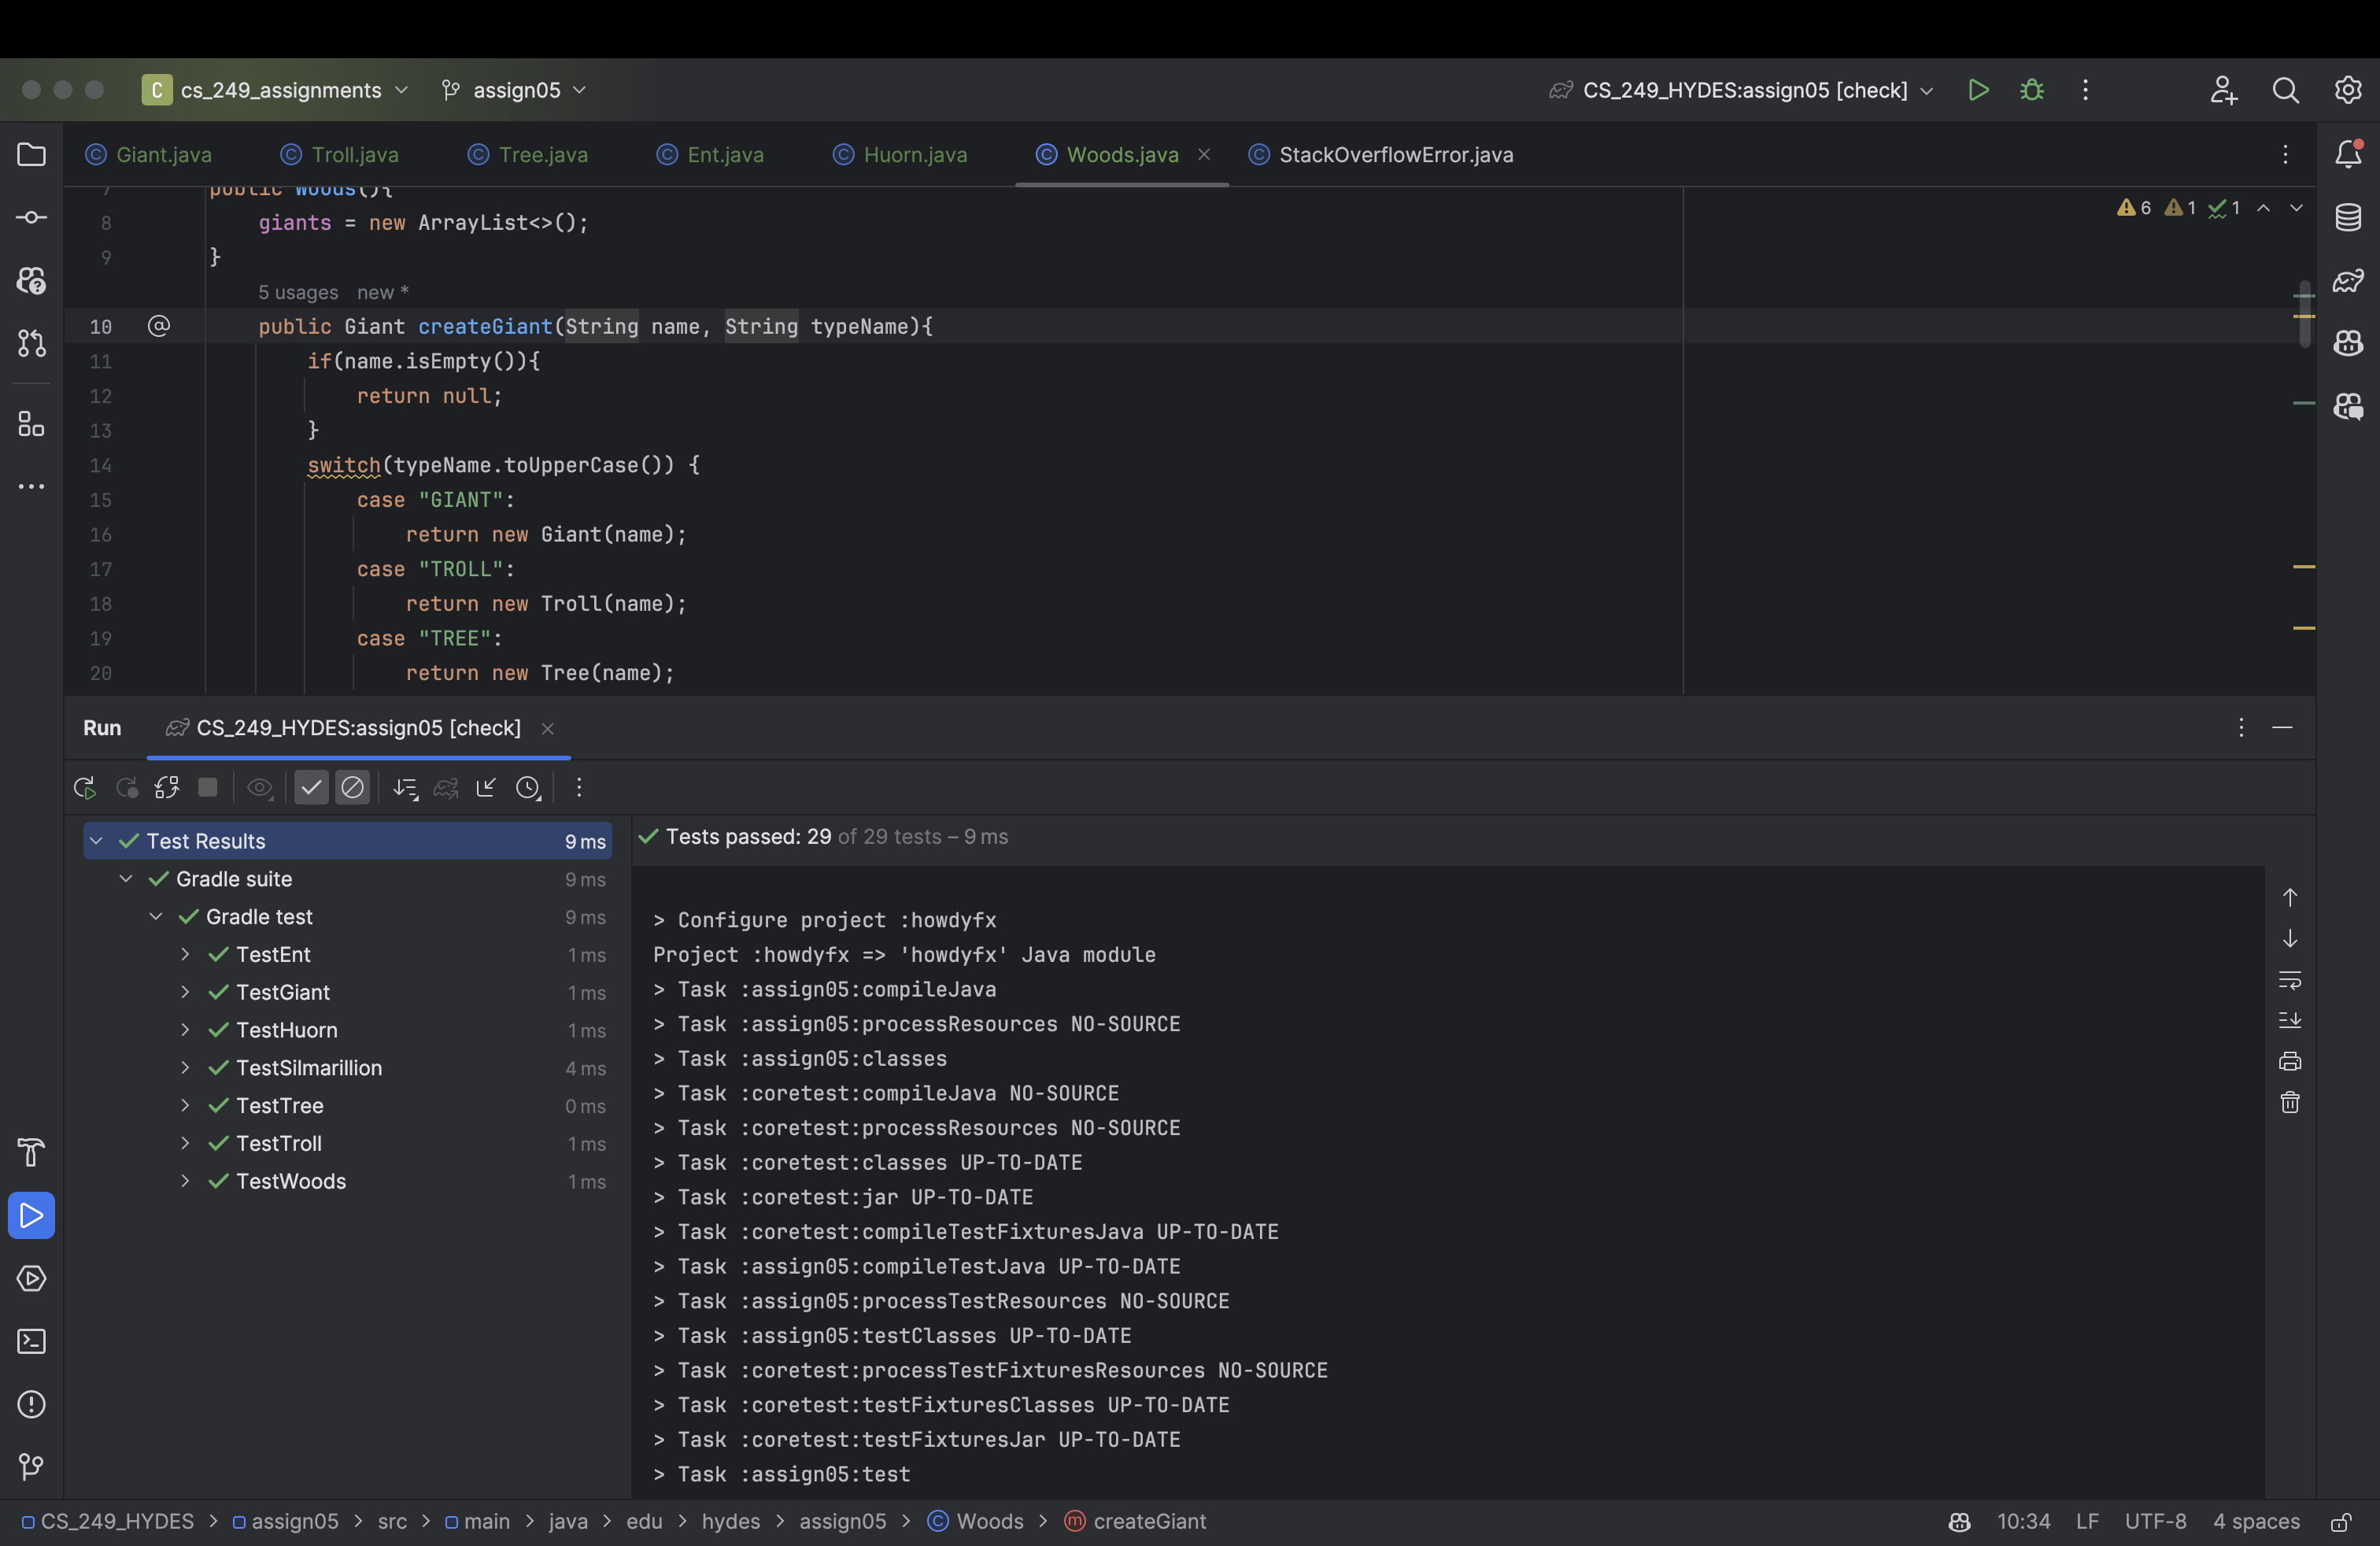 C cs_249_assignments assign05 CS_249_HYDES:assign05 [check]
Giant.java Troll.java Tree.java Ent.java Huorn.java Woods.java StackOverflowError.java
7 public Woods(){
8 giants = new ArrayList<>();
6 1 1
9 }
5 usages new *
10 public Giant createGiant(String name, String typeName){
11 if(name.isEmpty()){
12 return null;
13 }
14 switch(typeName.toUpperCase()) {
15 case "GIANT":
16 return new Giant(name);
17 case "TROLL":
18 return new Troll(name);
19 case "TREE":
20 return new Tree(name);
Run CS_249_HYDES:assign05 [check]
Test Results 9 ms
Gradle suite 9 ms
Gradle test 9 ms
TestEnt 1 ms
TestGiant 1 ms
TestHuorn 1 ms
TestSilmarillion 4 ms
TestTree 0 ms
TestTroll 1 ms
TestWoods 1 ms
Tests passed: 29 of 29 tests – 9 ms
> Configure project :howdyfx
Project :howdyfx => 'howdyfx' Java module
> Task :assign05:compileJava
> Task :assign05:processResources NO-SOURCE
> Task :assign05:classes
> Task :coretest:compileJava NO-SOURCE
> Task :coretest:processResources NO-SOURCE
> Task :coretest:classes UP-TO-DATE
> Task :coretest:jar UP-TO-DATE
> Task :coretest:compileTestFixturesJava UP-TO-DATE
> Task :assign05:compileTestJava UP-TO-DATE
> Task :assign05:processTestResources NO-SOURCE
> Task :assign05:testClasses UP-TO-DATE
> Task :coretest:processTestFixturesResources NO-SOURCE
> Task :coretest:testFixturesClasses UP-TO-DATE
> Task :coretest:testFixturesJar UP-TO-DATE
> Task :assign05:test
CS_249_HYDES > assign05 > src > main > java > edu > hydes > assign05 > Woods > createGiant 10:34 LF UTF-8 4 spaces